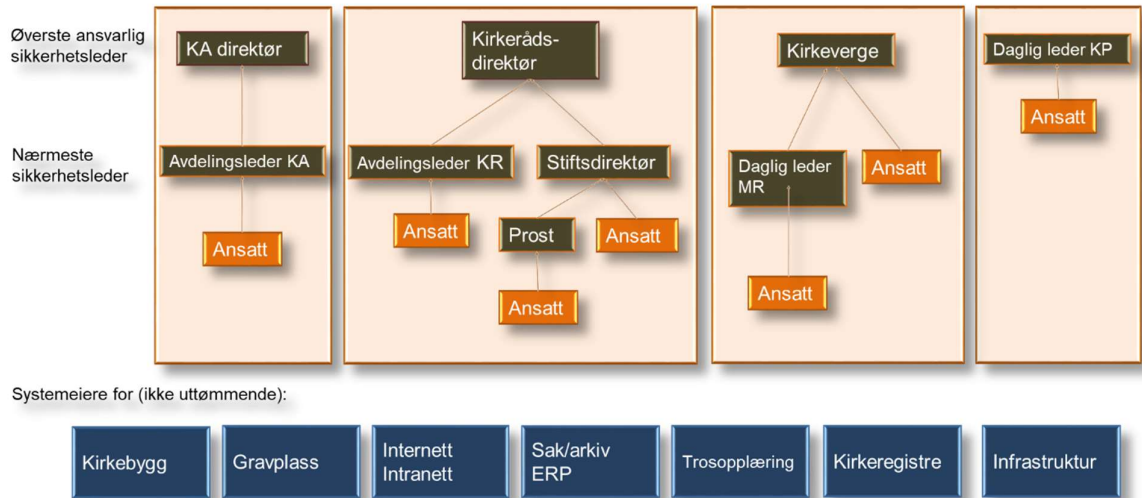 Øverste ansvarlig
sikkerhetsleder
KA direktør
Kirkeråds-
direktør
Kirkeverge
Daglig leder KP
Ansatt
Nærmeste
sikkerhetsleder
Avdelingsleder KA
Avdelingsleder KR
Stiftsdirektør
Daglig leder
MR
Ansatt
Ansatt
Ansatt
Prost
Ansatt
Ansatt
Ansatt
Systemeiere for (ikke uttømmende):
Kirkebygg
Gravplass
Internett
Intranett
Sak/arkiv
ERP
Trosopplæring
Kirkeregistre
Infrastruktur